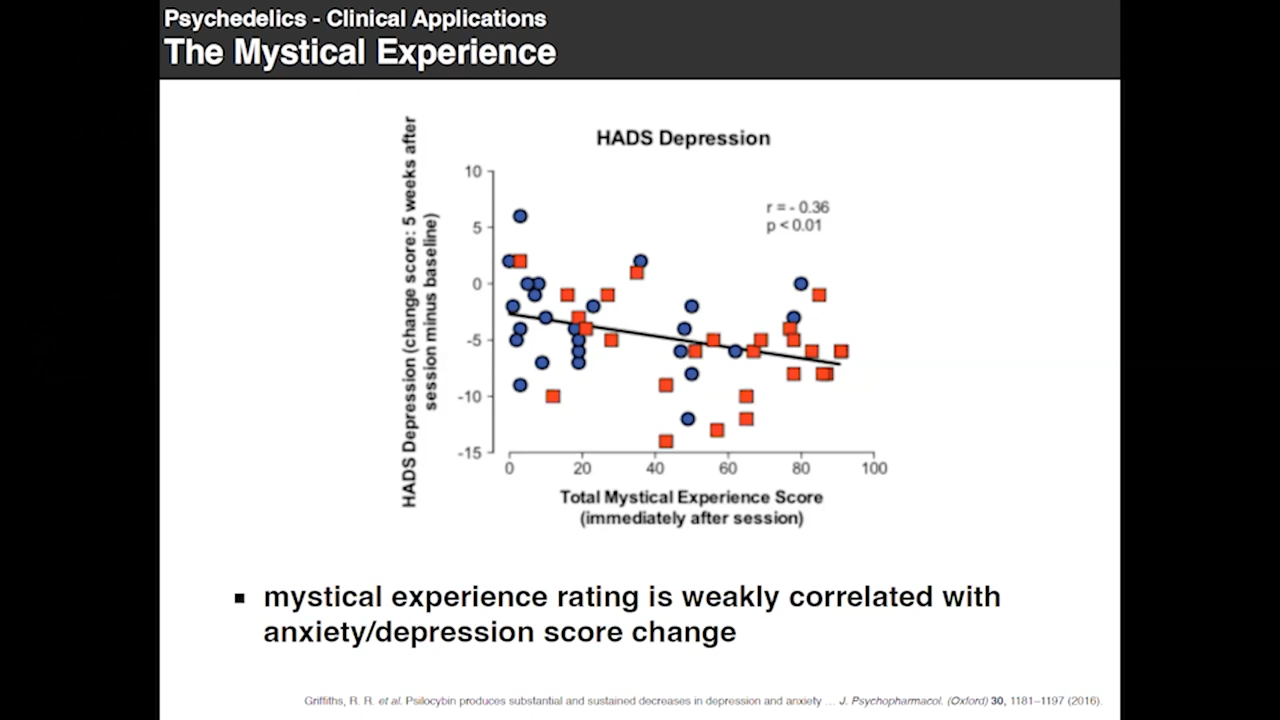 Psychedelics - Clinical Applications
The Mystical Experience
HADS Depression
HADS Depression (change score: 5 weeks after
session minus baseline)
10
5
0
-5
-10
-15
r = - 0.36
p < 0.01
0 20 40 60 80 100
Total Mystical Experience Score
(immediately after session)
▪ mystical experience rating is weakly correlated with
anxiety/depression score change
Griffiths, R. R. et al. Psilocybin produces substantial and sustained decreases in depression and anxiety ... J. Psychopharmacol. (Oxford) 30, 1181–1197 (2016).